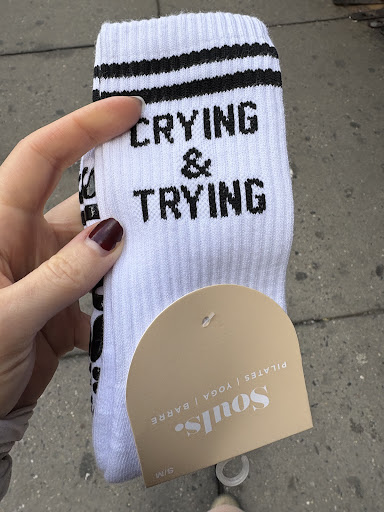 CRYING
&
TRYING
Souls.
PILATES | YOGA | BARRE
S/M